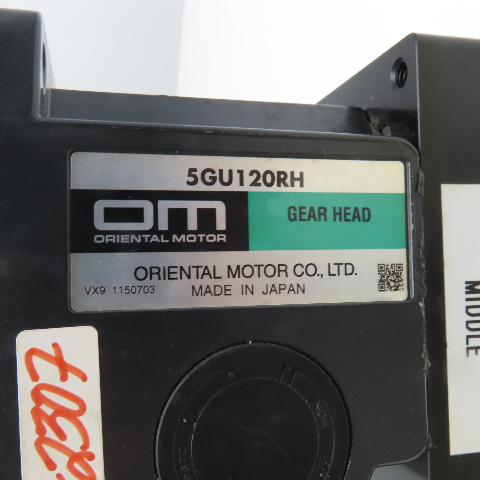 5GU120RH
OM
ORIENTAL MOTOR
GEAR HEAD
ORIENTAL MOTOR CO., LTD.
VX9 1150703
MADE IN JAPAN
MIDDLE